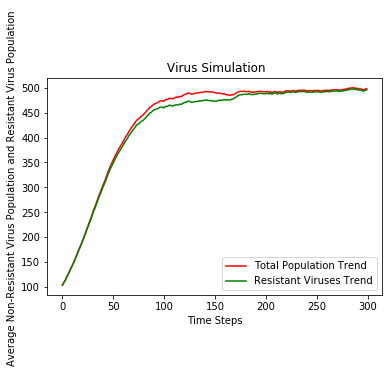 Virus Simulation
Average Non-Resistant Virus Population and Resistant Virus Population
500
450
400
350
300
250
200
150
100
Total Population Trend
Resistant Viruses Trend
0 50 100 150 200 250 300
Time Steps